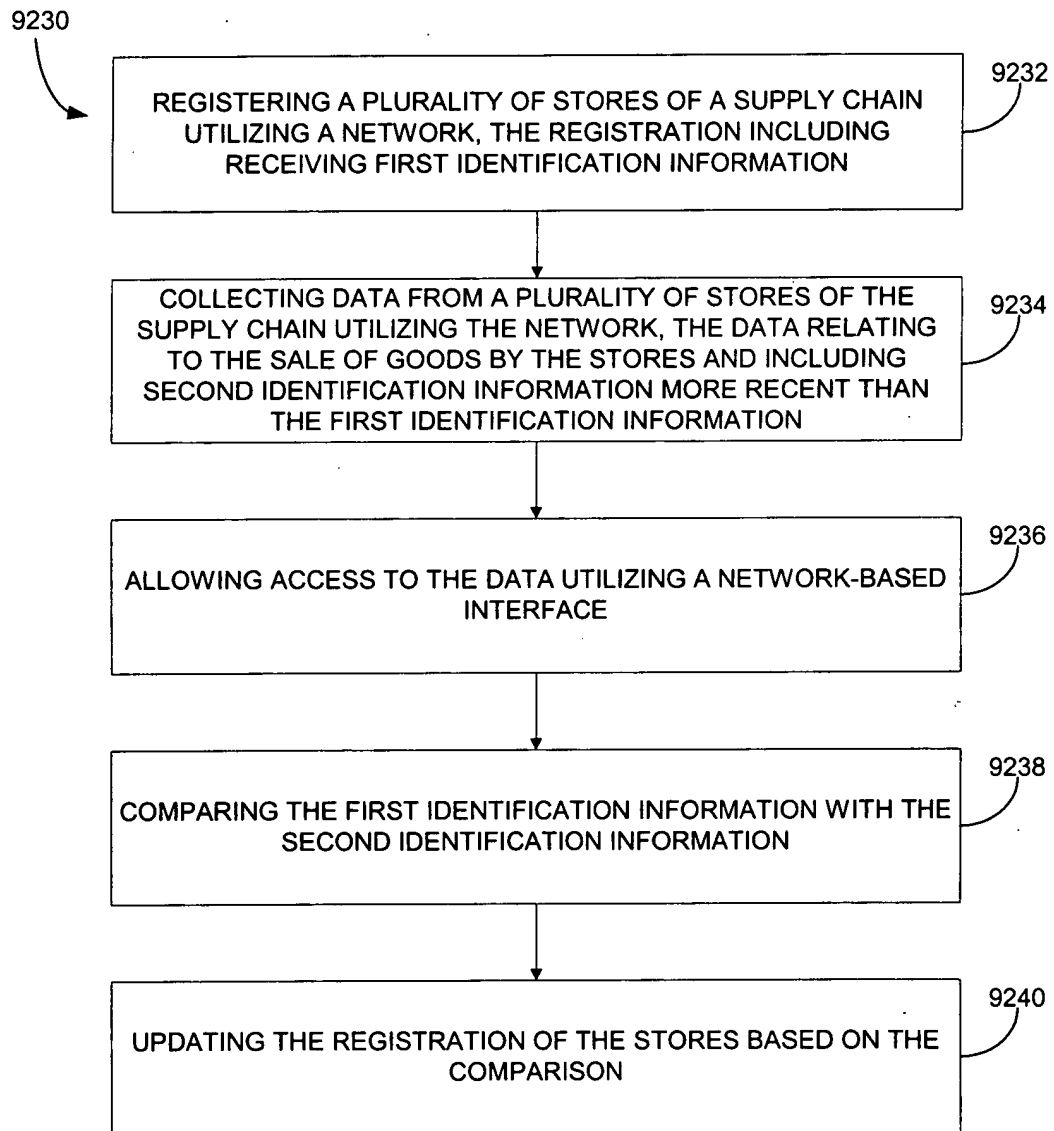 9230
9232
REGISTERING A PLURALITY OF STORES OF A SUPPLY CHAIN
UTILIZING A NETWORK, THE REGISTRATION INCLUDING
RECEIVING FIRST IDENTIFICATION INFORMATION
9234
COLLECTING DATA FROM A PLURALITY OF STORES OF THE
SUPPLY CHAIN UTILIZING THE NETWORK, THE DATA RELATING
TO THE SALE OF GOODS BY THE STORES AND INCLUDING
SECOND IDENTIFICATION INFORMATION MORE RECENT THAN
THE FIRST IDENTIFICATION INFORMATION
9236
ALLOWING ACCESS TO THE DATA UTILIZING A NETWORK-BASED
INTERFACE
9238
COMPARING THE FIRST IDENTIFICATION INFORMATION WITH THE
SECOND IDENTIFICATION INFORMATION
9240
UPDATING THE REGISTRATION OF THE STORES BASED ON THE
COMPARISON